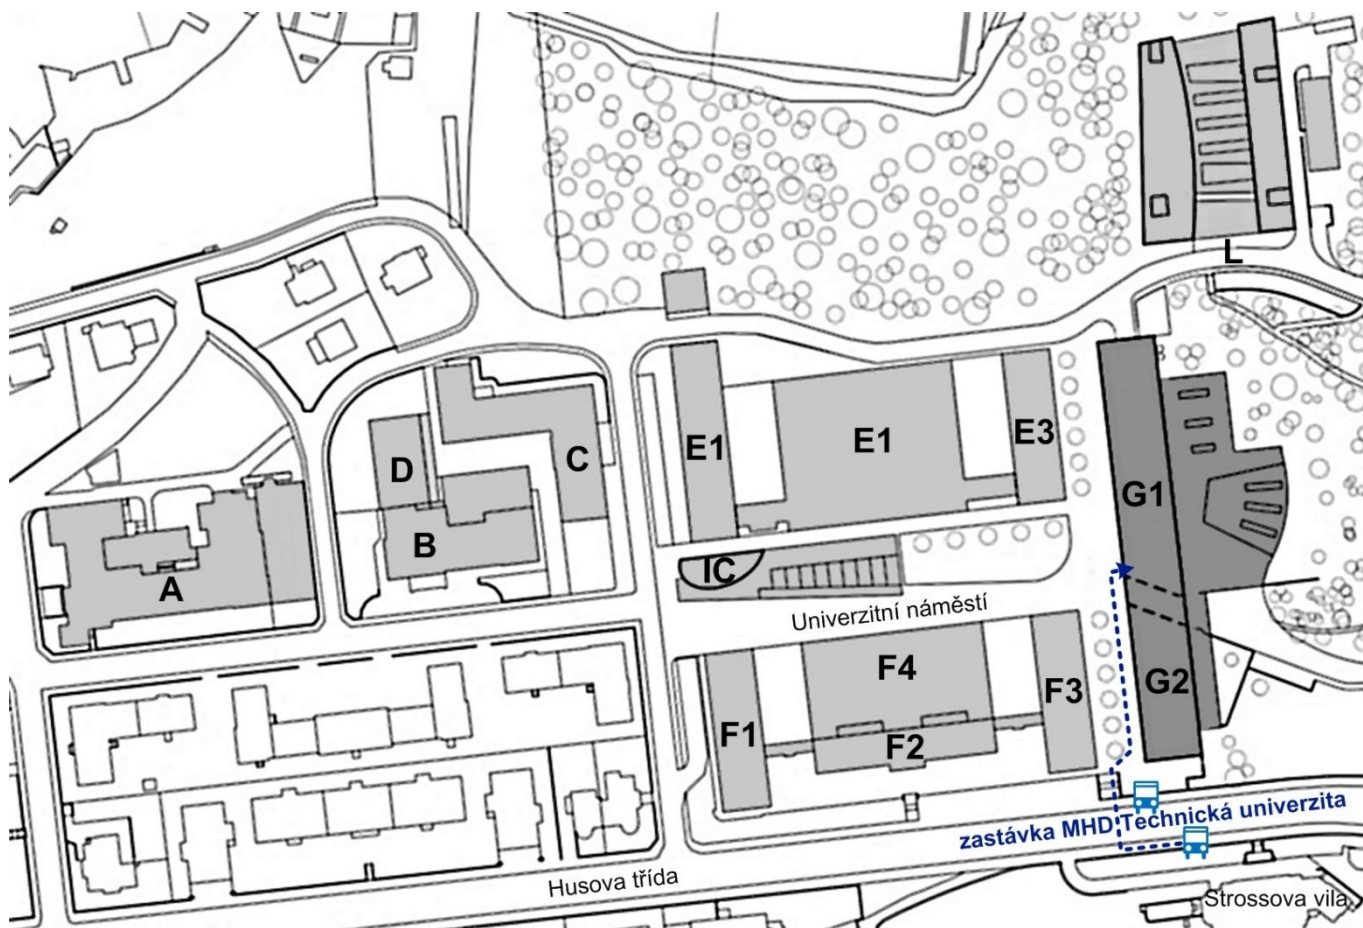 L
E1
E1
E3
C
D
B
A
G1
IC
Univerzitní náměstí
F4
F3
G2
F1
F2
zastávka MHD Technická univerzita
Husova třída
Strossova vila